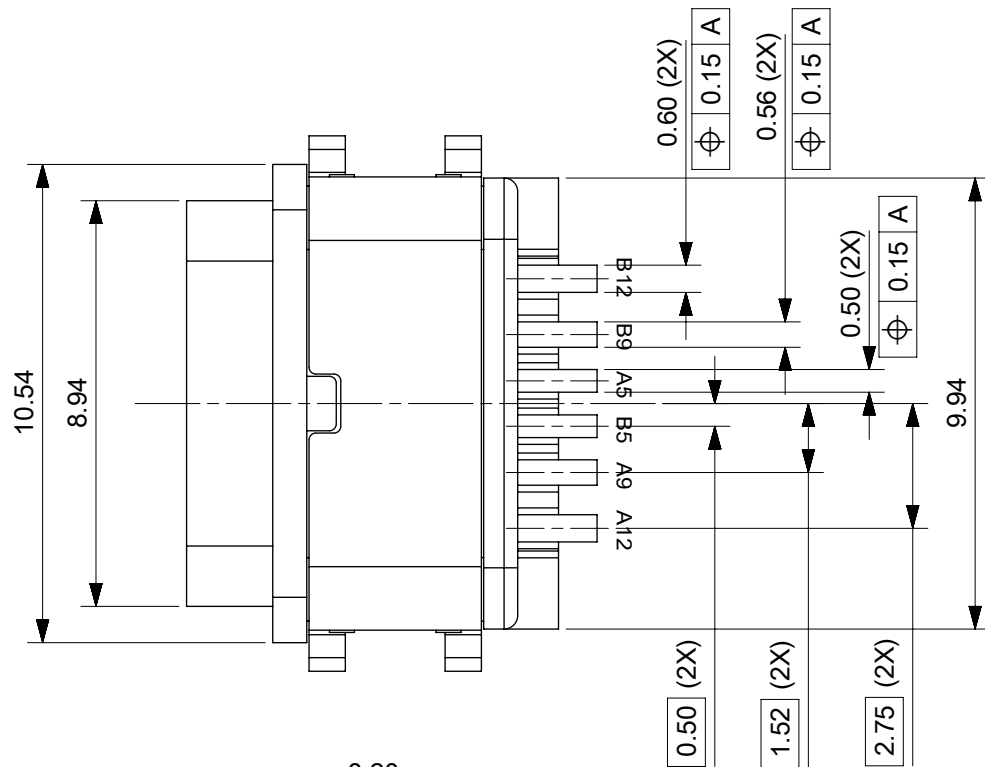 0.60 (2X)
⌖ 0.15 A
0.56 (2X)
⌖ 0.15 A
0.50 (2X)
⌖ 0.15 A
10.54
8.94
9.94
B12
B9
A5
B5
A9
A12
0.50 (2X)
1.52 (2X)
2.75 (2X)